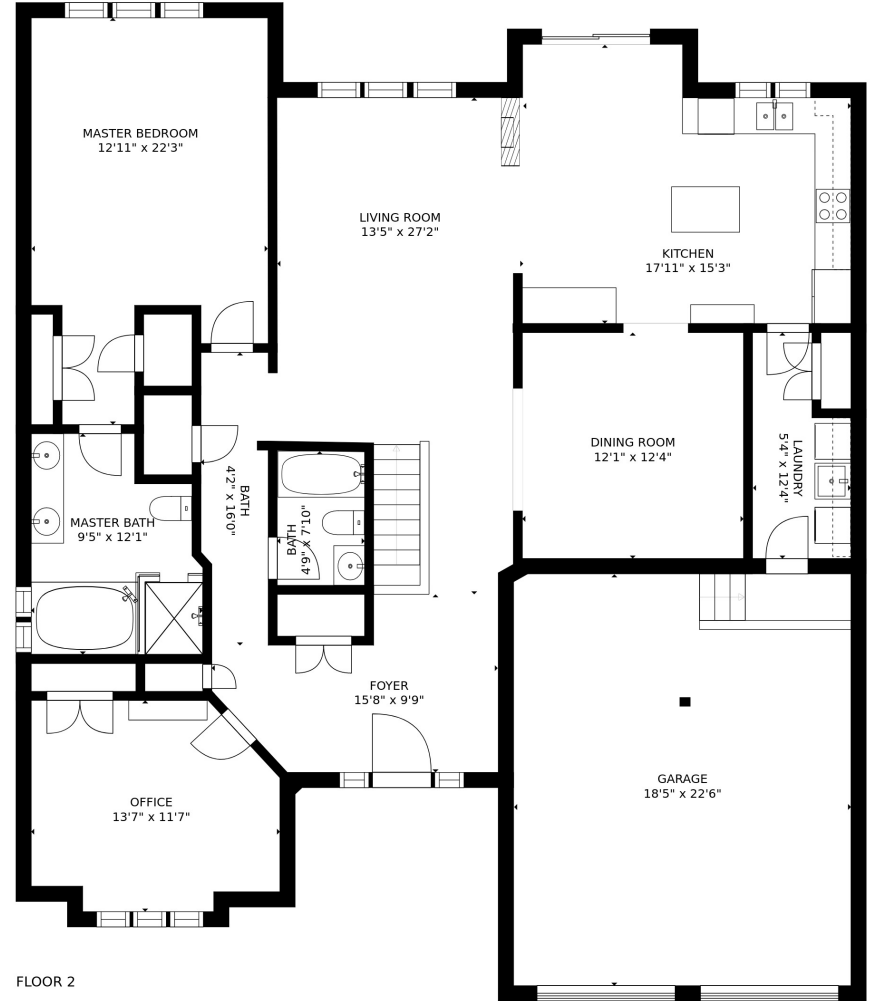 MASTER BEDROOM
12'11" x 22'3"
LIVING ROOM
13'5" x 27'2"
KITCHEN
17'11" x 15'3"
DINING ROOM
12'1" x 12'4"
LAUNDRY
5'4" x 12'4"
BATH
4'2" x 16'0"
BATH
4'9" x 7'10"
MASTER BATH
9'5" x 12'1"
FOYER
15'8" x 9'9"
GARAGE
18'5" x 22'6"
OFFICE
13'7" x 11'7"
FLOOR 2